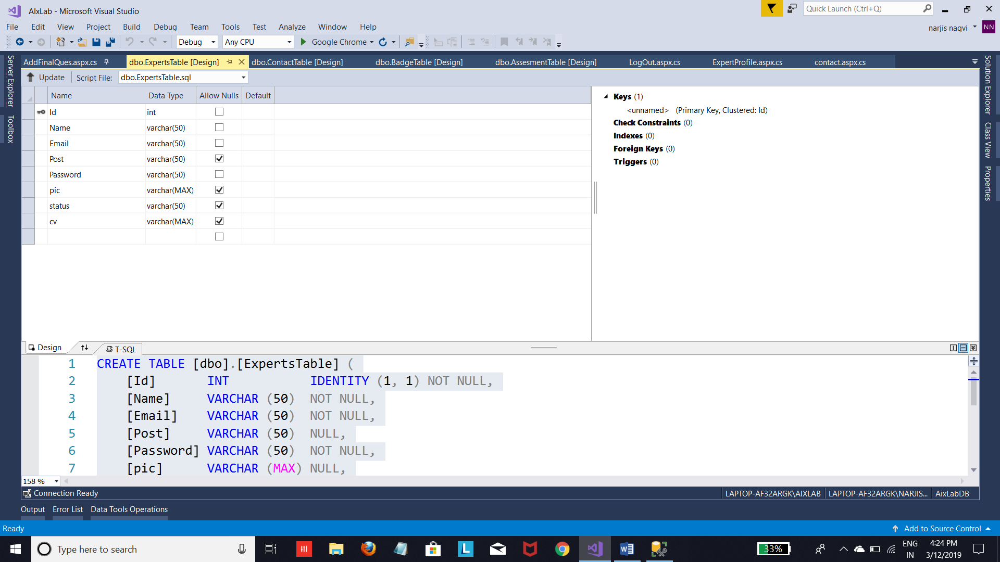 AIxLab - Microsoft Visual Studio
Quick Launch (Ctrl+Q)
File Edit View Project Build Debug Team Tools Test Analyze Window Help
narjis naqvi NN
Debug Any CPU Google Chrome
AddFinalQues.aspx.cs dbo.ExpertsTable [Design] dbo.ContactTable [Design] dbo.BadgeTable [Design] dbo.AssesmentTable [Design] LogOut.aspx.cs ExpertProfile.aspx.cs contact.aspx.cs
Server Explorer
Toolbox
Solution Explorer
Class View
Properties
Update Script File: dbo.ExpertsTable.sql
Name Data Type Allow Nulls Default
Id int
Name varchar(50)
Email varchar(50)
Post varchar(50)
Password varchar(50)
pic varchar(MAX)
status varchar(50)
cv varchar(MAX)
Keys (1)
<unnamed> (Primary Key, Clustered: Id)
Check Constraints (0)
Indexes (0)
Foreign Keys (0)
Triggers (0)
Design T-SQL
1 CREATE TABLE [dbo].[ExpertsTable] (
2 [Id] INT IDENTITY (1, 1) NOT NULL,
3 [Name] VARCHAR (50) NOT NULL,
4 [Email] VARCHAR (50) NOT NULL,
5 [Post] VARCHAR (50) NULL,
6 [Password] VARCHAR (50) NOT NULL,
7 [pic] VARCHAR (MAX) NULL,
158 %
Connection Ready LAPTOP-AF32ARGK\AIXLAB LAPTOP-AF32ARGK\NARJIS... AixLabDB
Output Error List Data Tools Operations
Ready Add to Source Control
Type here to search
L
33%
ENG
IN
4:24 PM
3/12/2019